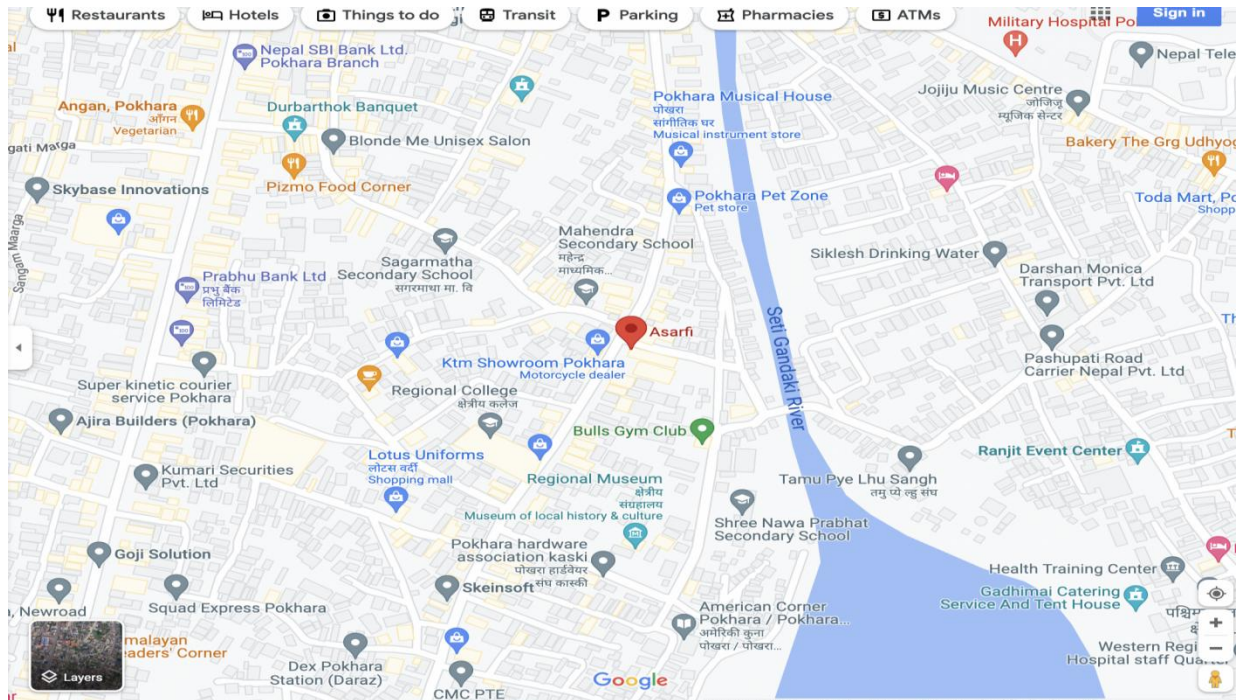 Restaurants
Hotels
Things to do
Transit
Parking
Pharmacies
ATMs
Sign in
Military Hospital
Nepal SBI Bank Ltd.
Pokhara Branch
Nepal Tele
Angan, Pokhara
आँगन
Vegetarian
Durbarthok Banquet
Pokhara Musical House
पोखरा
सांगीतिक घर
Musical instrument store
Jojiju Music Centre
जोजिजू
म्यूजिक सेन्टर
Blonde Me Unisex Salon
Bakery The Grg Udhyog
gati Marga
Pizmo Food Corner
Skybase Innovations
Pokhara Pet Zone
Pet store
Toda Mart, Po
Shopp
Sangam Maarga
Mahendra
Secondary School
महेन्द्र
माध्यमिक...
Sagarmatha
Secondary School
सगरमाथा मा. वि
Siklesh Drinking Water
Darshan Monica
Transport Pvt. Ltd
Prabhu Bank Ltd
प्रभु बैंक
लिमिटेड
Asarfi
Seti Gandaki River
Th
Ktm Showroom Pokhara
Motorcycle dealer
Pashupati Road
Carrier Nepal Pvt. Ltd
Super kinetic courier
service Pokhara
Regional College
क्षेत्रीय कलेज
Ajira Builders (Pokhara)
Bulls Gym Club
Ranjit Event Center
Lotus Uniforms
लोटस वर्दी
Shopping mall
Kumari Securities
Pvt. Ltd
Regional Museum
क्षेत्रीय
संग्रहालय
Museum of local history & culture
Tamu Pye Lhu Sangh
तमु प्ये ल्हु संघ
Shree Nawa Prabhat
Secondary School
Goji Solution
Pokhara hardware
association kaski
पोखरा हार्डवेयर
संघ कास्की
Skeinsoft
Health Training Center
Gadhimai Catering
Service And Tent House
, Newroad
Squad Express Pokhara
American Corner
Pokhara / Pokhara...
अमेरिकी कुना
पोखरा / पोखरा...
malayan
eaders' Corner
Layers
Dex Pokhara
Station (Daraz)
CMC PTE
Google
Western Regi
Hospital staff Quarter